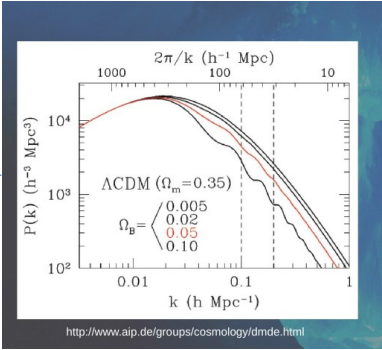 2π/k (h⁻¹ Mpc)
1000 100 10
10⁴
10³
10²
P(k) (h⁻³ Mpc³)
ΛCDM (Ωₘ=0.35)
0.005
0.02
Ω_B=
0.05
0.10
0.01 0.1 1
k (h Mpc⁻¹)
http://www.aip.de/groups/cosmology/dmde.html